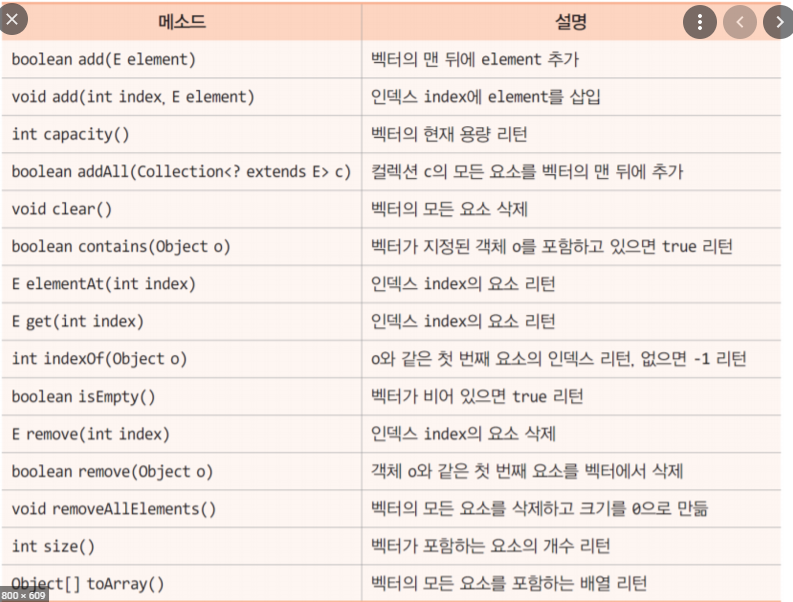 메소드 설명
boolean add(E element) 벡터의 맨 뒤에 element 추가
void add(int index, E element) 인덱스 index에 element를 삽입
int capacity() 벡터의 현재 용량 리턴
boolean addAll(Collection<? extends E> c) 컬렉션 c의 모든 요소를 벡터의 맨 뒤에 추가
void clear() 벡터의 모든 요소 삭제
boolean contains(Object o) 벡터가 지정된 객체 o를 포함하고 있으면 true 리턴
E elementAt(int index) 인덱스 index의 요소 리턴
E get(int index) 인덱스 index의 요소 리턴
int indexOf(Object o) o와 같은 첫 번째 요소의 인덱스 리턴, 없으면 -1 리턴
boolean isEmpty() 벡터가 비어 있으면 true 리턴
E remove(int index) 인덱스 index의 요소 삭제
boolean remove(Object o) 객체 o와 같은 첫 번째 요소를 벡터에서 삭제
void removeAllElements() 벡터의 모든 요소를 삭제하고 크기를 0으로 만듦
int size() 벡터가 포함하는 요소의 개수 리턴
Object[] toArray() 벡터의 모든 요소를 포함하는 배열 리턴
800 × 609